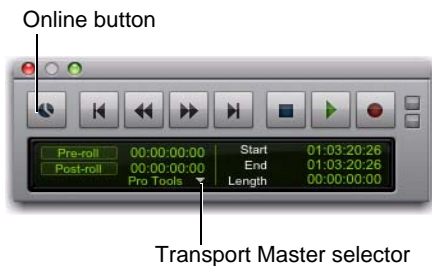 Online button
Pre-roll 00:00:00:00 Start 01:03:20:26
Post-roll 00:00:00:00 End 01:03:20:26
Pro Tools Length 00:00:00:00
Transport Master selector